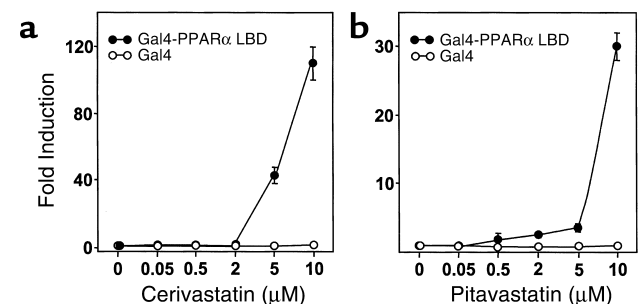 a
Gal4-PPARα LBD
Gal4
Fold Induction
120
80
40
0
0 0.05 0.5 2 5 10
Cerivastatin (μM)
b
Gal4-PPARα LBD
Gal4
30
20
10
0 0.05 0.5 2 5 10
Pitavastatin (μM)